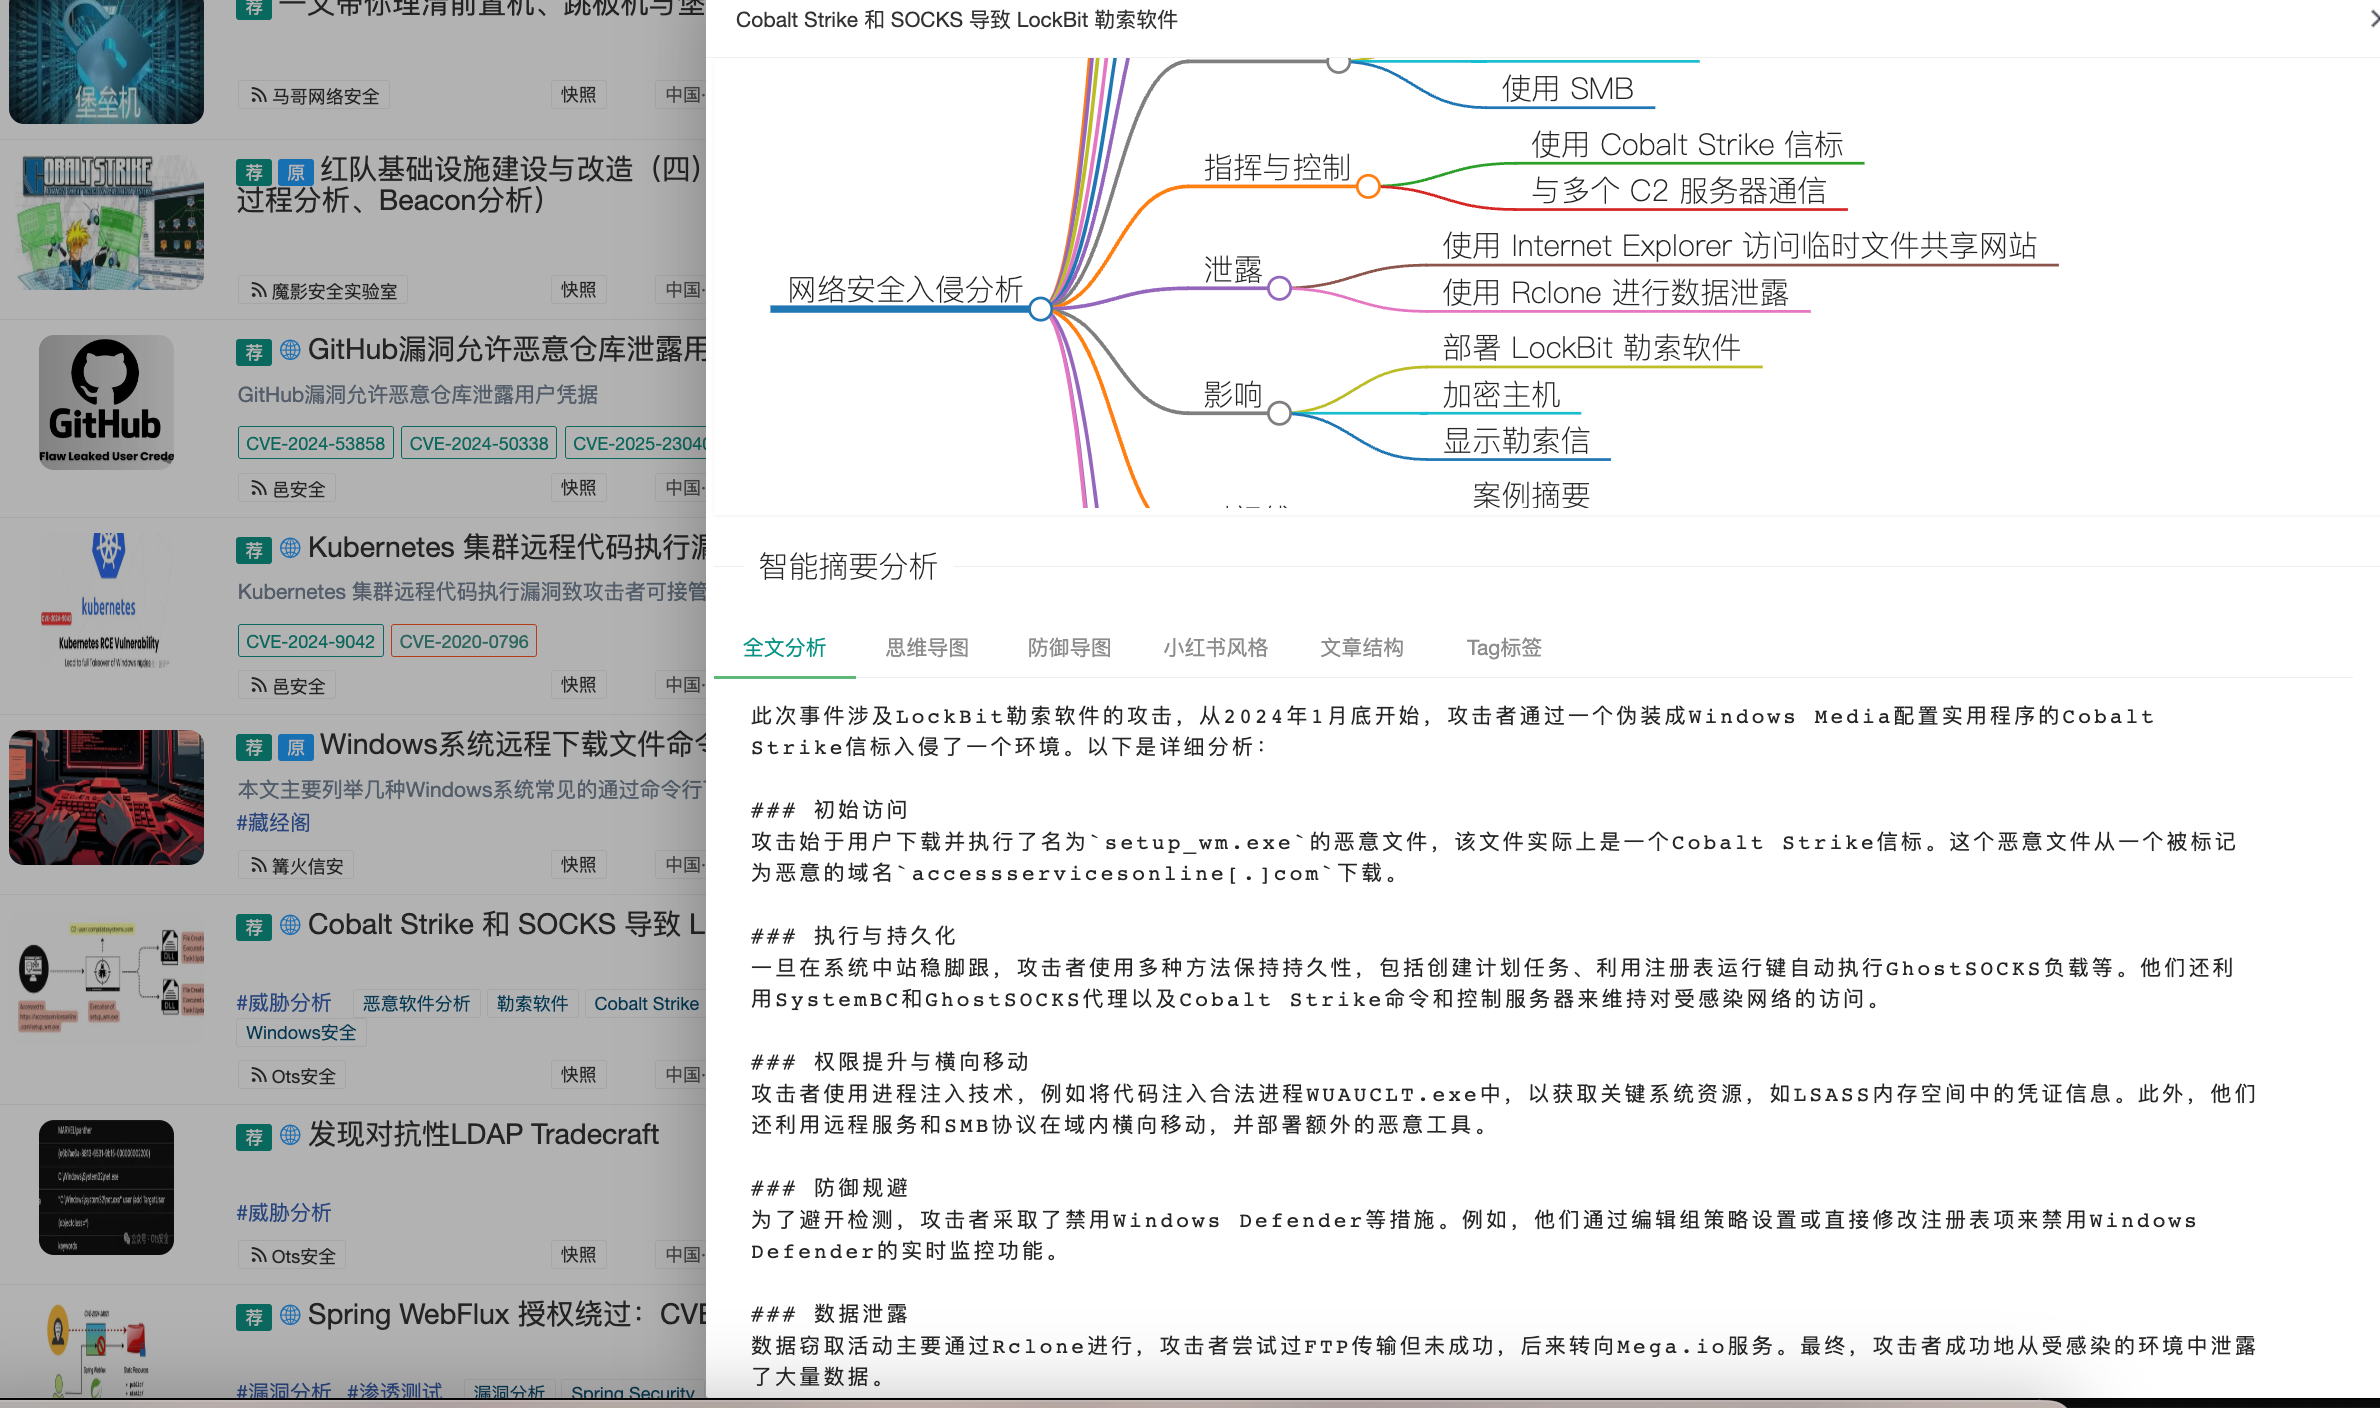 荐 一文带你理清前置机、跳板机与堡
堡垒机
马哥网络安全 快照 中国·
COBALT STRIKE
荐 原 红队基础设施建设与改造（四）
过程分析、Beacon分析）
魔影安全实验室 快照 中国·
荐 GitHub漏洞允许恶意仓库泄露用
GitHub漏洞允许恶意仓库泄露用户凭据
GitHub
Flaw Leaked User Crede
CVE-2024-53858 CVE-2024-50338 CVE-2025-23040
邑安全 快照 中国·
荐 Kubernetes 集群远程代码执行漏
Kubernetes 集群远程代码执行漏洞致攻击者可接管
kubernetes
CVE-2024-9042
Kubernetes RCE Vulnerability
Lead to full Takeover of Windows nodes
CVE-2024-9042 CVE-2020-0796
邑安全 快照 中国·
荐 原 Windows系统远程下载文件命令
本文主要列举几种Windows系统常见的通过命令行
#藏经阁
篝火信安 快照 中国·
荐 Cobalt Strike 和 SOCKS 导致 L
#威胁分析 恶意软件分析 勒索软件 Cobalt Strike
Windows安全
Ots安全 快照 中国·
荐 发现对抗性LDAP Tradecraft
#威胁分析
公众号：Ots安全
keywords
Ots安全 快照 中国·
荐 Spring WebFlux 授权绕过：CVE
#漏洞分析 #渗透测试 漏洞分析 Spring Security
Cobalt Strike 和 SOCKS 导致 LockBit 勒索软件
使用 SMB
指挥与控制
使用 Cobalt Strike 信标
与多个 C2 服务器通信
网络安全入侵分析
泄露
使用 Internet Explorer 访问临时文件共享网站
使用 Rclone 进行数据泄露
影响
部署 LockBit 勒索软件
加密主机
显示勒索信
案例摘要
智能摘要分析
全文分析 思维导图 防御导图 小红书风格 文章结构 Tag标签
此次事件涉及LockBit勒索软件的攻击，从2024年1月底开始，攻击者通过一个伪装成Windows Media配置实用程序的Cobalt
Strike信标入侵了一个环境。以下是详细分析：
### 初始访问
攻击始于用户下载并执行了名为`setup_wm.exe`的恶意文件，该文件实际上是一个Cobalt Strike信标。这个恶意文件从一个被标记
为恶意的域名`accessservicesonline[.]com`下载。
### 执行与持久化
一旦在系统中站稳脚跟，攻击者使用多种方法保持持久性，包括创建计划任务、利用注册表运行键自动执行GhostSOCKS负载等。他们还利
用SystemBC和GhostSOCKS代理以及Cobalt Strike命令和控制服务器来维持对受感染网络的访问。
### 权限提升与横向移动
攻击者使用进程注入技术，例如将代码注入合法进程WUAUCLT.exe中，以获取关键系统资源，如LSASS内存空间中的凭证信息。此外，他们
还利用远程服务和SMB协议在域内横向移动，并部署额外的恶意工具。
### 防御规避
为了避开检测，攻击者采取了禁用Windows Defender等措施。例如，他们通过编辑组策略设置或直接修改注册表项来禁用Windows
Defender的实时监控功能。
### 数据泄露
数据窃取活动主要通过Rclone进行，攻击者尝试过FTP传输但未成功，后来转向Mega.io服务。最终，攻击者成功地从受感染的环境中泄露
了大量数据。